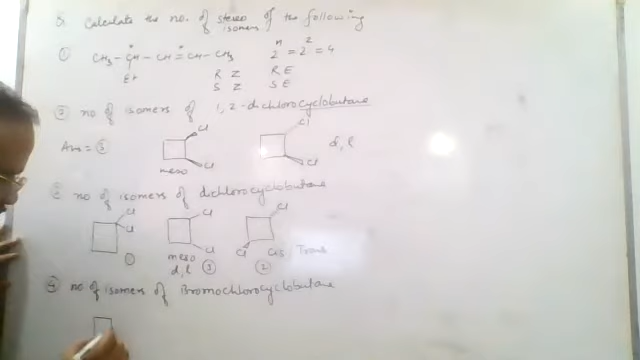 Q. Calculate the no. of stereo isomers of the following
① CH3 - CH - CH = CH - CH3 2^n = 2^2 = 4
Et
R Z R E
S Z S E
② no of isomers of 1,2-dichlorocyclobutane
Ans = ③ Cl Cl meso Cl Cl d, l
③ no of isomers of dichlorocyclobutane
Cl Cl ① Cl Cl meso d, l ③ Cl Cl Cis, Trans ②
④ no of isomers of Bromochlorocyclobutane